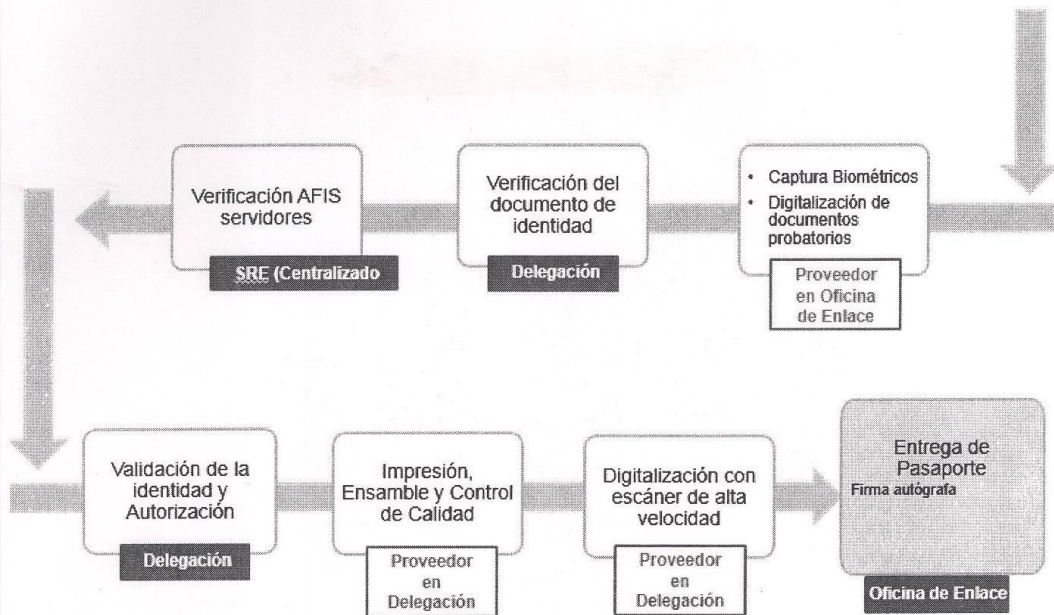 Verificación AFIS
servidores
SRE (Centralizado
Verificación del
documento de
identidad
Delegación
• Captura Biométricos
• Digitalización de
documentos
probatorios
Proveedor
en Oficina
de Enlace
Validación de la
identidad y
Autorización
Delegación
Impresión,
Ensamble y Control
de Calidad
Proveedor
en
Delegación
Digitalización con
escáner de alta
velocidad
Proveedor
en
Delegación
Entrega de
Pasaporte
Firma autógrafa
Oficina de Enlace